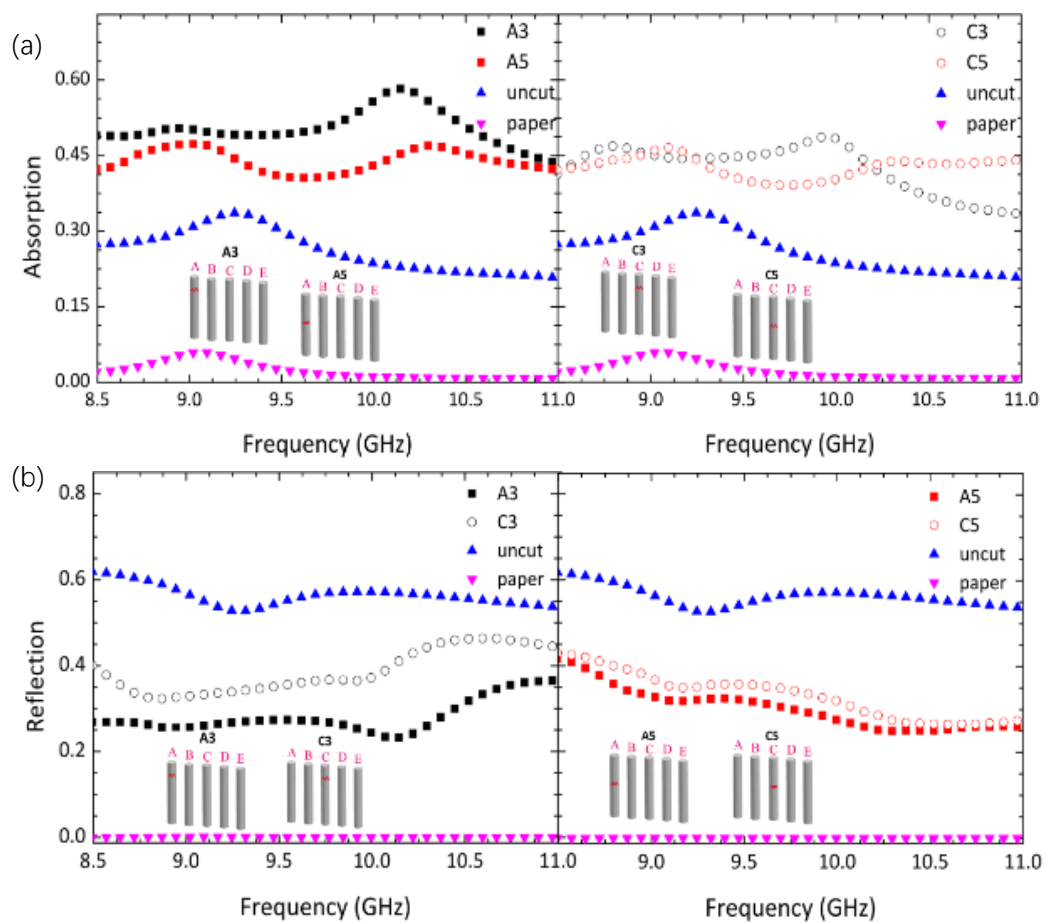 (a)
Absorption
0.60
0.45
0.30
0.15
0.00
A3
A5
uncut
paper
A3
A B C D E
A5
A B C D E
8.5 9.0 9.5 10.0 10.5 11.0
Frequency (GHz)
C3
C5
uncut
paper
C3
A B C D E
C5
A B C D E
9.0 9.5 10.0 10.5 11.0
Frequency (GHz)
(b)
Reflection
0.8
0.6
0.4
0.2
0.0
A3
C3
uncut
paper
A3
A B C D E
C3
A B C D E
8.5 9.0 9.5 10.0 10.5 11.0
Frequency (GHz)
A5
C5
uncut
paper
A5
A B C D E
C5
A B C D E
9.0 9.5 10.0 10.5 11.0
Frequency (GHz)